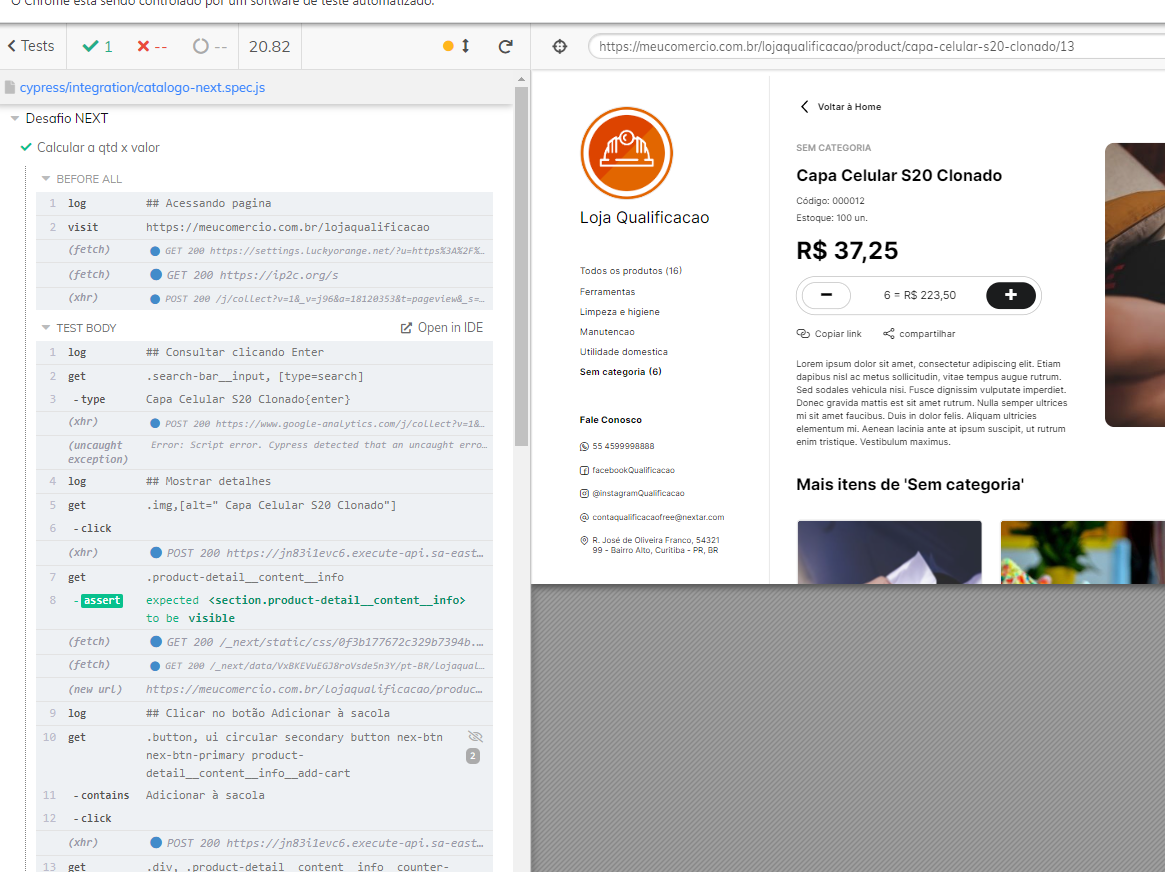 O Chrome está sendo controlado por um software de teste automatizado.
Tests
1
--
--
20.82
https://meucomercio.com.br/lojaqualificacao/product/capa-celular-s20-clonado/13
cypress/integration/catalogo-next.spec.js
Desafio NEXT
Calcular a qtd x valor
BEFORE ALL
1 log ## Acessando pagina
2 visit https://meucomercio.com.br/lojaqualificacao
(fetch) GET 200 https://settings.luckyorange.net/?u=https%3A%2F%…
(fetch) GET 200 https://ip2c.org/s
(xhr) POST 200 /j/collect?v=1&_v=j96&a=18120353&t=pageview&_s=…
TEST BODY
Open in IDE
1 log ## Consultar clicando Enter
2 get .search-bar__input, [type=search]
3 -type Capa Celular S20 Clonado{enter}
(xhr) POST 200 https://www.google-analytics.com/j/collect?v=1&…
(uncaught exception) Error: Script error. Cypress detected that an uncaught erro…
4 log ## Mostrar detalhes
5 get .img,[alt=" Capa Celular S20 Clonado"]
6 -click
(xhr) POST 200 https://jn83i1evc6.execute-api.sa-east…
7 get .product-detail__content__info
8 -assert expected <section.product-detail__content__info>
to be visible
(fetch) GET 200 /_next/static/css/0f3b177672c329b7394b.…
(fetch) GET 200 /_next/data/VxBKEVuEGJ8roVsde5n3Y/pt-BR/lojaqual…
(new url) https://meucomercio.com.br/lojaqualificacao/produc…
9 log ## Clicar no botão Adicionar à sacola
10 get .button, ui circular secondary button nex-btn
nex-btn-primary product-
detail__content__info__add-cart
2
11 -contains Adicionar à sacola
12 -click
(xhr) POST 200 https://jn83i1evc6.execute-api.sa-east…
13 get .div, .product-detail__content__info__counter-
Loja Qualificacao
Todos os produtos (16)
Ferramentas
Limpeza e higiene
Manutencao
Utilidade domestica
Sem categoria (6)
Fale Conosco
55 4599998888
facebookQualificacao
@instagramQualificacao
contaqualificacaofree@nextar.com
R. José de Oliveira Franco, 54321
99 - Bairro Alto, Curitiba - PR, BR
Voltar à Home
SEM CATEGORIA
Capa Celular S20 Clonado
Código: 000012
Estoque: 100 un.
R$ 37,25
6 = R$ 223,50
Copiar link
compartilhar
Lorem ipsum dolor sit amet, consectetur adipiscing elit. Etiam
dapibus nisl ac metus sollicitudin, vitae tempus augue rutrum.
Sed sodales vehicula nisi. Fusce dignissim vulputate imperdiet.
Donec gravida mattis est sit amet rutrum. Nulla semper ultrices
mi sit amet faucibus. Duis in dolor felis. Aliquam ultricies
elementum mi. Aenean lacinia ante at ipsum suscipit, ut rutrum
enim tristique. Vestibulum maximus.
Mais itens de 'Sem categoria'